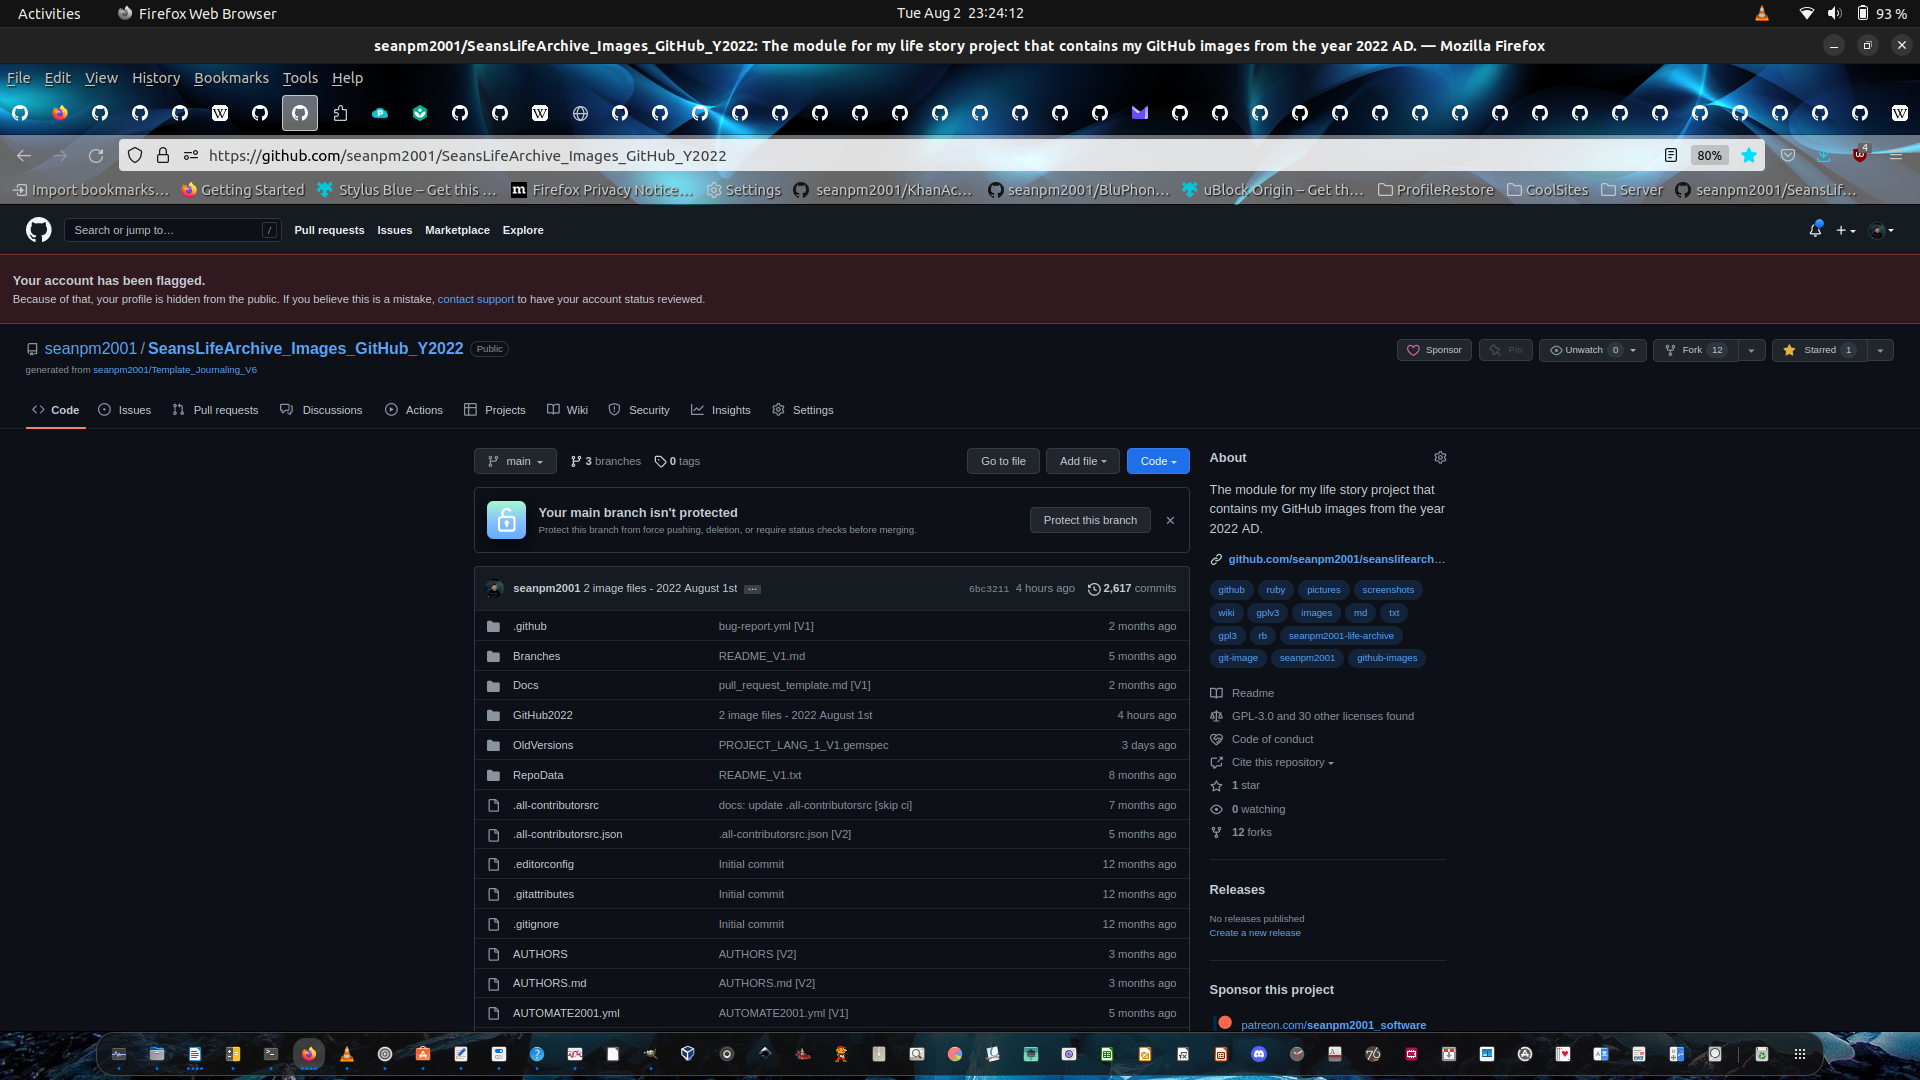 Activities Firefox Web Browser Tue Aug 2 23:24:12 93 %
seanpm2001/SeansLifeArchive_Images_GitHub_Y2022: The module for my life story project that contains my GitHub images from the year 2022 AD. — Mozilla Firefox
File Edit View History Bookmarks Tools Help
https://github.com/seanpm2001/SeansLifeArchive_Images_GitHub_Y2022 80% 4
Import bookmarks… Getting Started Stylus Blue – Get this … Firefox Privacy Notice… Settings seanpm2001/KhanAc… seanpm2001/BluPhon… uBlock Origin – Get th… ProfileRestore CoolSites Server seanpm2001/SeansLif…
Search or jump to… / Pull requests Issues Marketplace Explore
Your account has been flagged.
Because of that, your profile is hidden from the public. If you believe this is a mistake, contact support to have your account status reviewed.
seanpm2001 / SeansLifeArchive_Images_GitHub_Y2022 Public Sponsor Pin Unwatch 0 Fork 12 Starred 1
generated from seanpm2001/Template_Journaling_V6
Code Issues Pull requests Discussions Actions Projects Wiki Security Insights Settings
main 3 branches 0 tags Go to file Add file Code
Your main branch isn't protected
Protect this branch from force pushing, deletion, or require status checks before merging.
Protect this branch
seanpm2001 2 image files - 2022 August 1st … 6bc3211 4 hours ago 2,617 commits
.github bug-report.yml [V1] 2 months ago
Branches README_V1.md 5 months ago
Docs pull_request_template.md [V1] 2 months ago
GitHub2022 2 image files - 2022 August 1st 4 hours ago
OldVersions PROJECT_LANG_1_V1.gemspec 3 days ago
RepoData README_V1.txt 8 months ago
.all-contributorsrc docs: update .all-contributorsrc [skip ci] 7 months ago
.all-contributorsrc.json .all-contributorsrc.json [V2] 5 months ago
.editorconfig Initial commit 12 months ago
.gitattributes Initial commit 12 months ago
.gitignore Initial commit 12 months ago
AUTHORS AUTHORS [V2] 3 months ago
AUTHORS.md AUTHORS.md [V2] 3 months ago
AUTOMATE2001.yml AUTOMATE2001.yml [V1] 5 months ago
About
The module for my life story project that
contains my GitHub images from the year
2022 AD.
github.com/seanpm2001/seanslifearch…
github ruby pictures screenshots
wiki gplv3 images md txt
gpl3 rb seanpm2001-life-archive
git-image seanpm2001 github-images
Readme
GPL-3.0 and 30 other licenses found
Code of conduct
Cite this repository
1 star
0 watching
12 forks
Releases
No releases published
Create a new release
Sponsor this project
patreon.com/seanpm2001_software